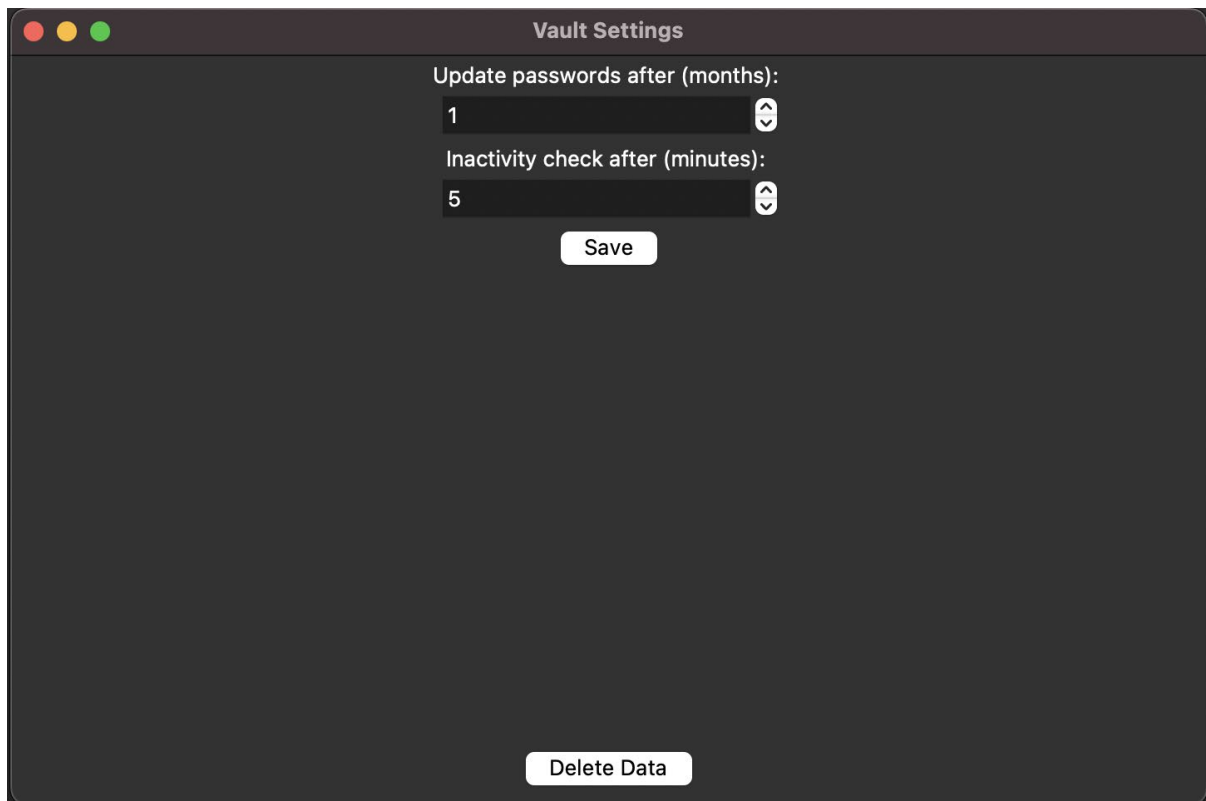 Vault Settings
Update passwords after (months):
1
Inactivity check after (minutes):
5
Save
Delete Data